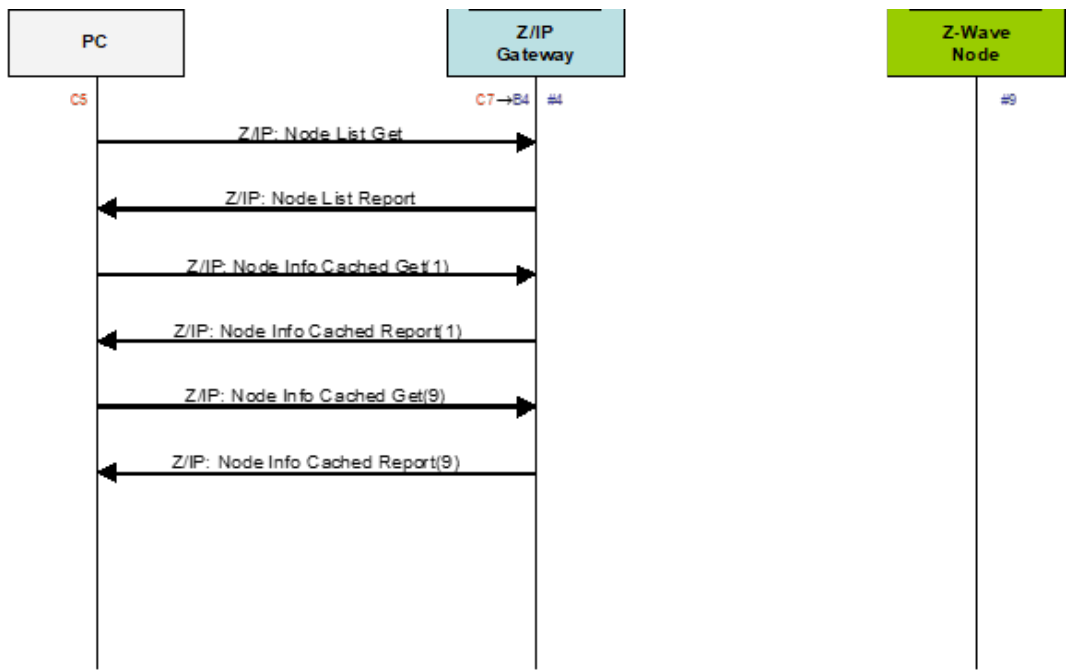 PC
Z/IP
Gateway
Z-Wave
Node
C5
C7→B4
#4
#9
Z/IP: Node List Get
Z/IP: Node List Report
Z/IP: Node Info Cached Get(1)
Z/IP: Node Info Cached Report(1)
Z/IP: Node Info Cached Get(9)
Z/IP: Node Info Cached Report(9)